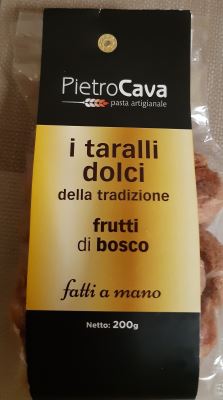 PietroCava
pasta artigianale
i taralli
dolci
della tradizione
frutti
di bosco
fatti a mano
Netto: 200g